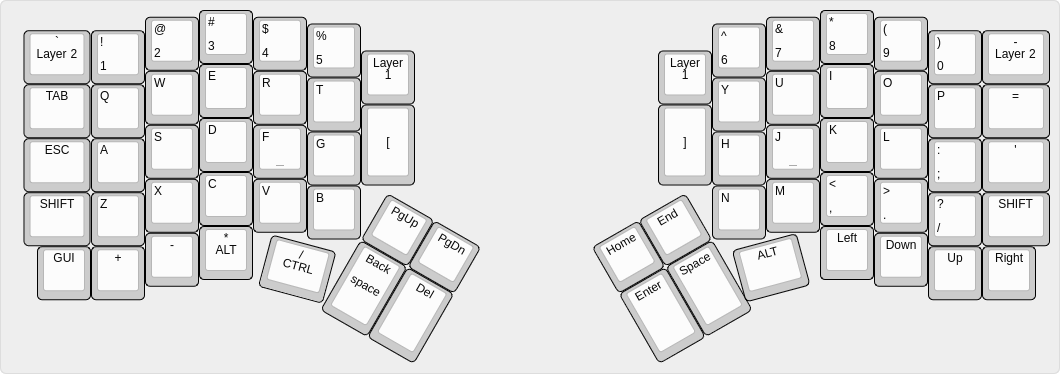 ` ! @ # $ % ^ & * ( ) -
Layer 2 1 2 3 4 5 Layer 1 Layer 1 6 7 8 9 0 Layer 2
TAB Q W E R T Y U I O P =
ESC A S D F _ G [ ] H J _ K L : ; '
SHIFT Z X C V B N M < , > . ? / SHIFT
GUI + - * ALT / CTRL ALT Left Down Up Right
PgUp PgDn Home End
Back space Del Enter Space